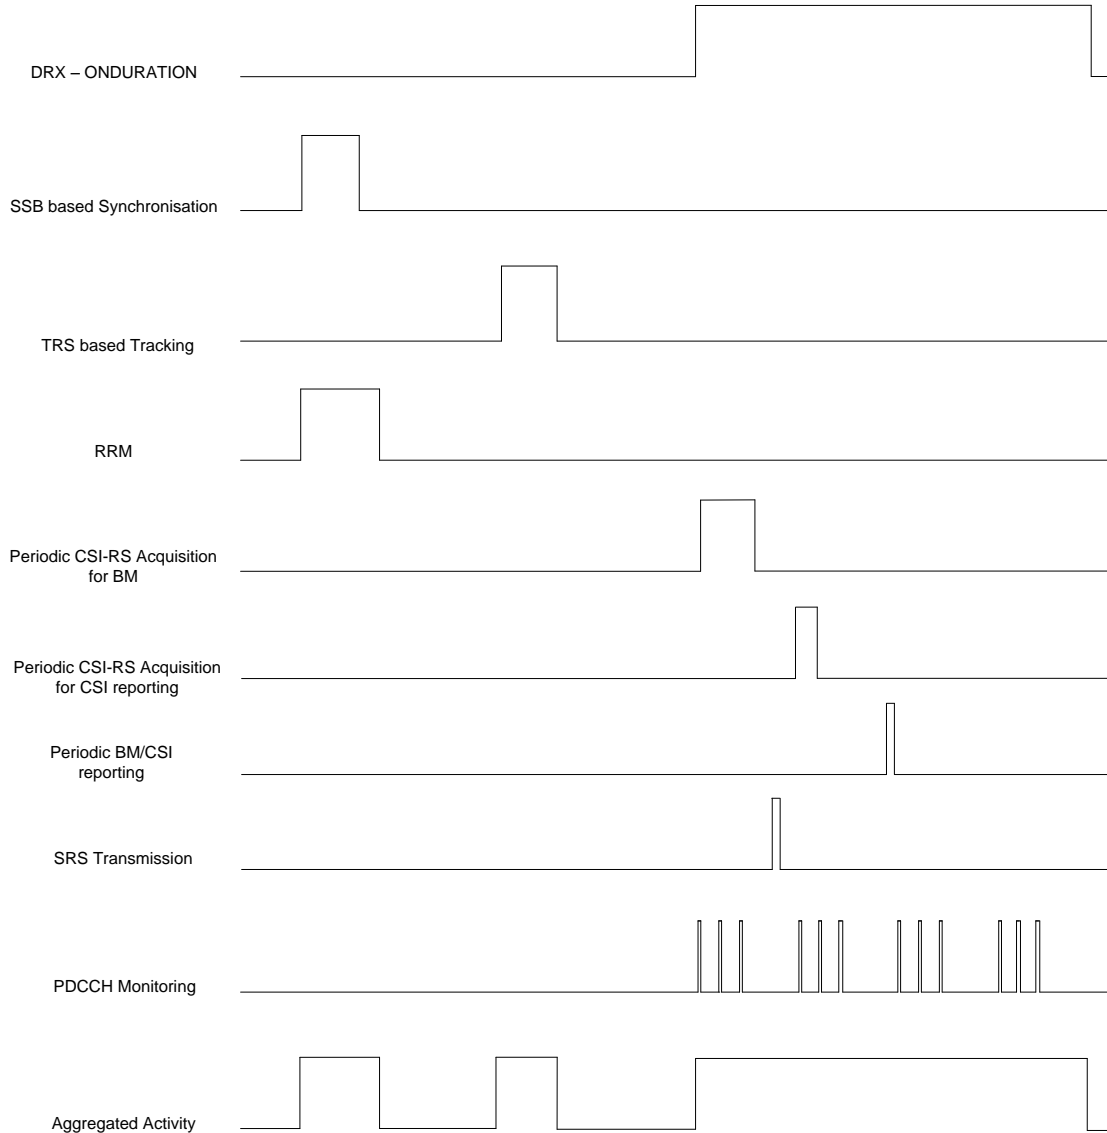 DRX – ONDURATION
SSB based Synchronisation
TRS based Tracking
RRM
Periodic CSI-RS Acquisition
for BM
Periodic CSI-RS Acquisition
for CSI reporting
Periodic BM/CSI
reporting
SRS Transmission
PDCCH Monitoring
Aggregated Activity